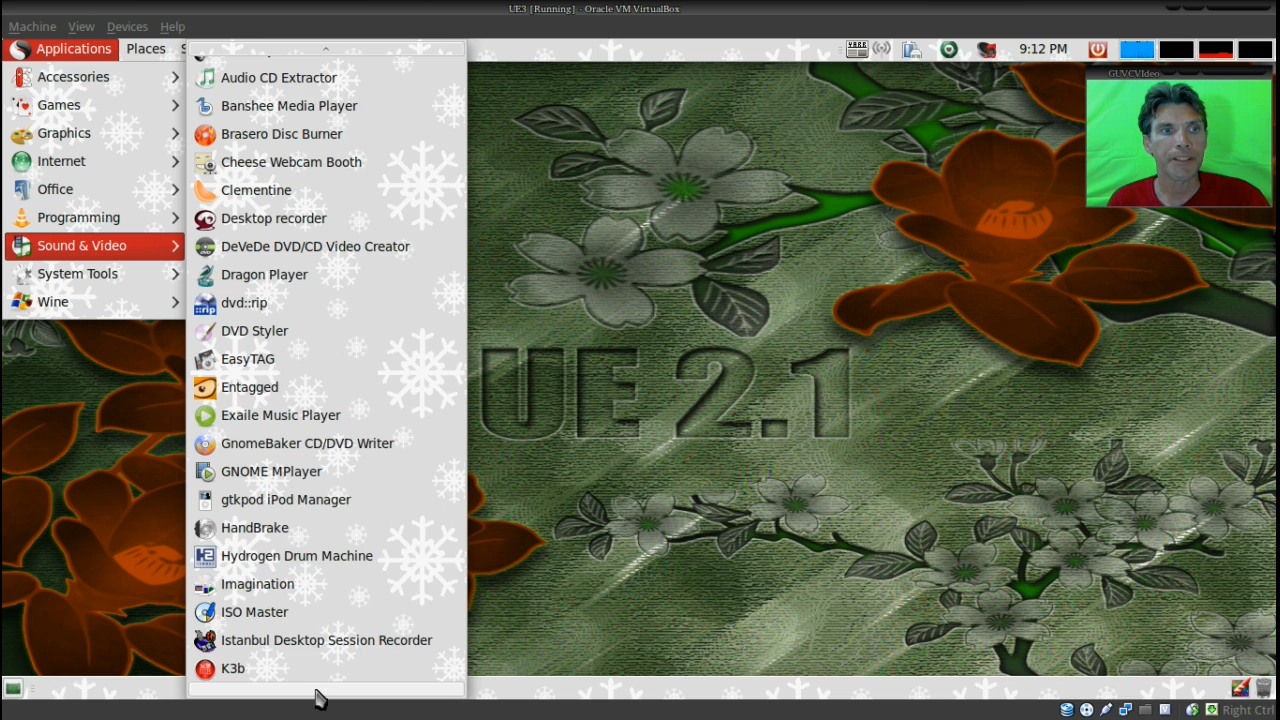 UE3 [Running] - Oracle VM VirtualBox
Machine View Devices Help
Applications Places
9:12 PM
GUVCVideo
Accessories
Games
Graphics
Internet
Office
Programming
Sound & Video
System Tools
Wine
Audio CD Extractor
Banshee Media Player
Brasero Disc Burner
Cheese Webcam Booth
Clementine
Desktop recorder
DeVeDe DVD/CD Video Creator
Dragon Player
dvd::rip
DVD Styler
EasyTAG
Entagged
Exaile Music Player
GnomeBaker CD/DVD Writer
GNOME MPlayer
gtkpod iPod Manager
HandBrake
Hydrogen Drum Machine
Imagination
ISO Master
Istanbul Desktop Session Recorder
K3b
UE 2.1
Right Ctrl